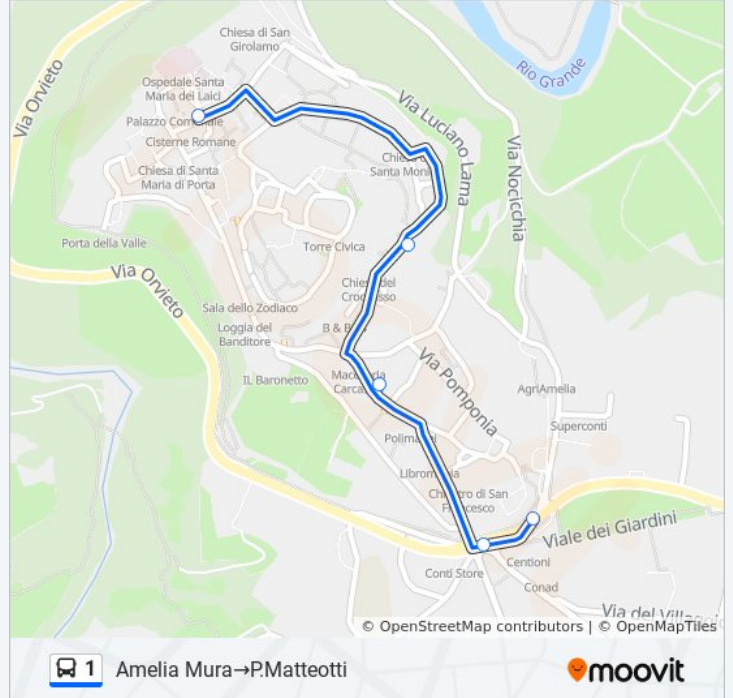 Chiesa di San
Girolamo
Rio Grande
Via Orvieto
Ospedale Santa
Maria dei Laici
Via Luciano Lama
Palazzo Comunale
Cisterne Romane
Via Nocicchia
Chiesa di
Santa Moni
Chiesa di Santa
Maria di Porta
Porta della Valle
Torre Civica
Via Orvieto
Chiesa del
Crocifisso
Sala dello Zodiaco
Loggia del
Banditore
B & B
IL Baronetto
Macelleria
Carca
Via Pomponia
AgriAmelia
Superconti
Polima
Libromania
Chiostro di San
Francesco
Viale dei Giardini
Centioni
Conti Store
Conad
Via del Villaggio
© OpenStreetMap contributors | © OpenMapTiles
1 Amelia Mura→P.Matteotti
moovit